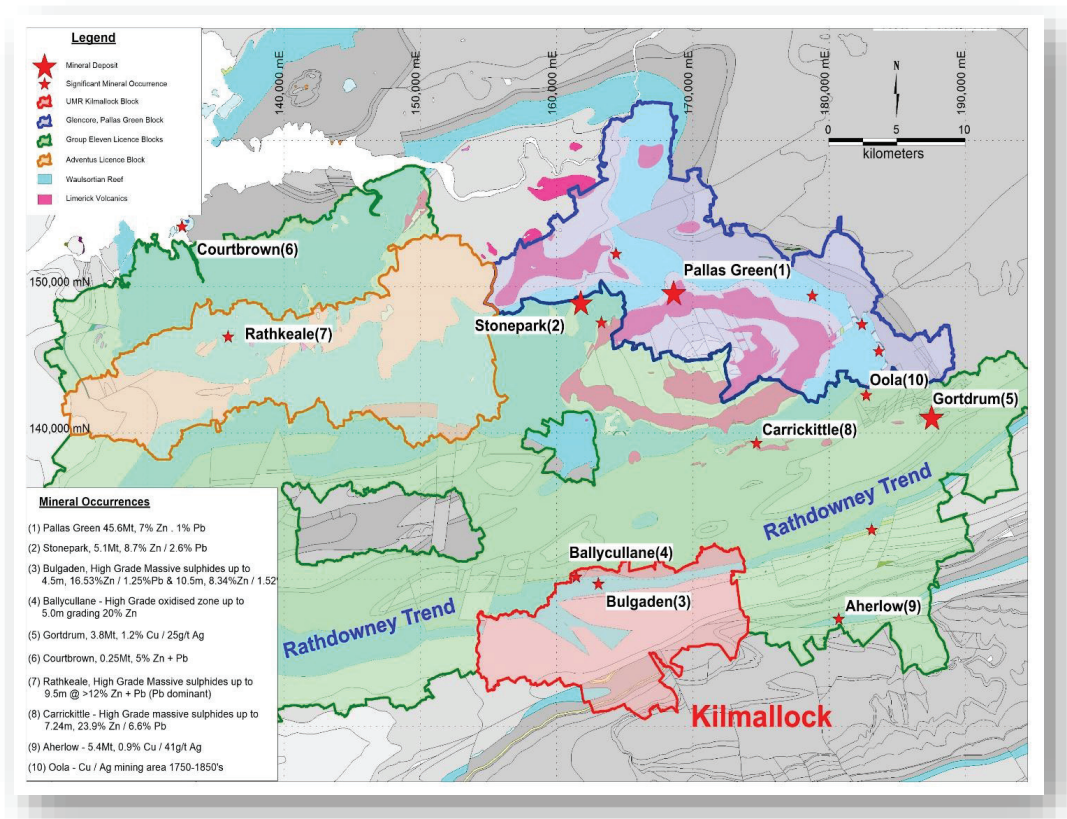 Legend
Mineral Deposit
Significant Mineral Occurrence
UMR Kilmallock Block
Glencore, Pallas Green Block
Group Eleven Licence Blocks
Adventus Licence Block
Waulsortian Reef
Limerick Volcanics
140,000 mE
150,000 mE
160,000 mE
170,000 mE
180,000 mE
190,000 mE
N
0 5 10
kilometers
150,000 mN
140,000 mN
Courtbrown(6)
Pallas Green(1)
Stonepark(2)
Rathkeale(7)
Oola(10)
Gortdrum(5)
Carrickittle(8)
Rathdowney Trend
Ballycullane(4)
Bulgaden(3)
Aherlow(9)
Rathdowney Trend
Kilmallock
Mineral Occurrences
(1) Pallas Green 45.6Mt, 7% Zn . 1% Pb
(2) Stonepark, 5.1Mt, 8.7% Zn / 2.6% Pb
(3) Bulgaden, High Grade Massive sulphides up to
4.5m, 16.53%Zn / 1.25%Pb & 10.5m, 8.34%Zn / 1.52
(4) Ballycullane - High Grade oxidised zone up to
5.0m grading 20% Zn
(5) Gortdrum, 3.8Mt, 1.2% Cu / 25g/t Ag
(6) Courtbrown, 0.25Mt, 5% Zn + Pb
(7) Rathkeale, High Grade Massive sulphides up to
9.5m @ >12% Zn + Pb (Pb dominant)
(8) Carrickittle - High Grade massive sulphides up to
7.24m, 23.9% Zn / 6.6% Pb
(9) Aherlow - 5.4Mt, 0.9% Cu / 41g/t Ag
(10) Oola - Cu / Ag mining area 1750-1850's